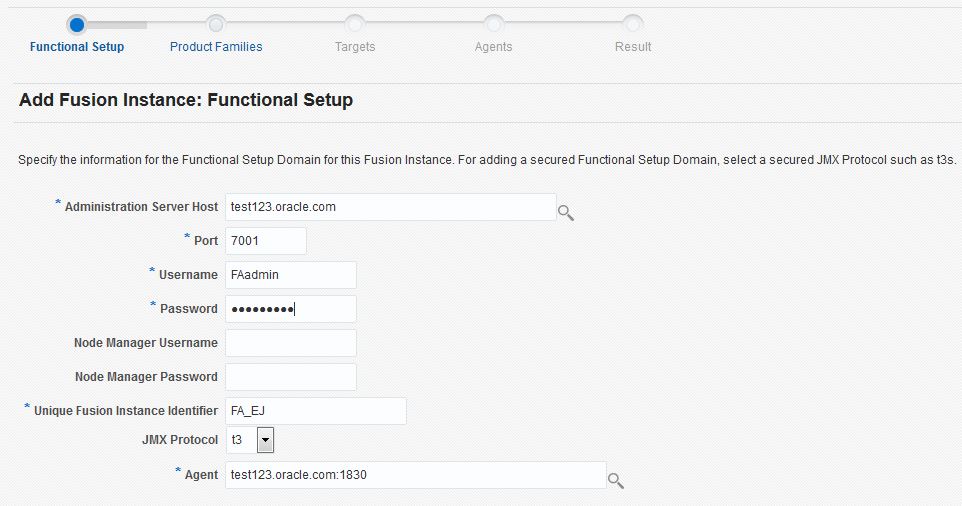 Functional Setup Product Families Targets Agents Result
Add Fusion Instance: Functional Setup
Specify the information for the Functional Setup Domain for this Fusion Instance. For adding a secured Functional Setup Domain, select a secured JMX Protocol such as t3s.
* Administration Server Host test123.oracle.com
* Port 7001
* Username FAadmin
* Password •••••••••
Node Manager Username
Node Manager Password
* Unique Fusion Instance Identifier FA_EJ
JMX Protocol t3
* Agent test123.oracle.com:1830